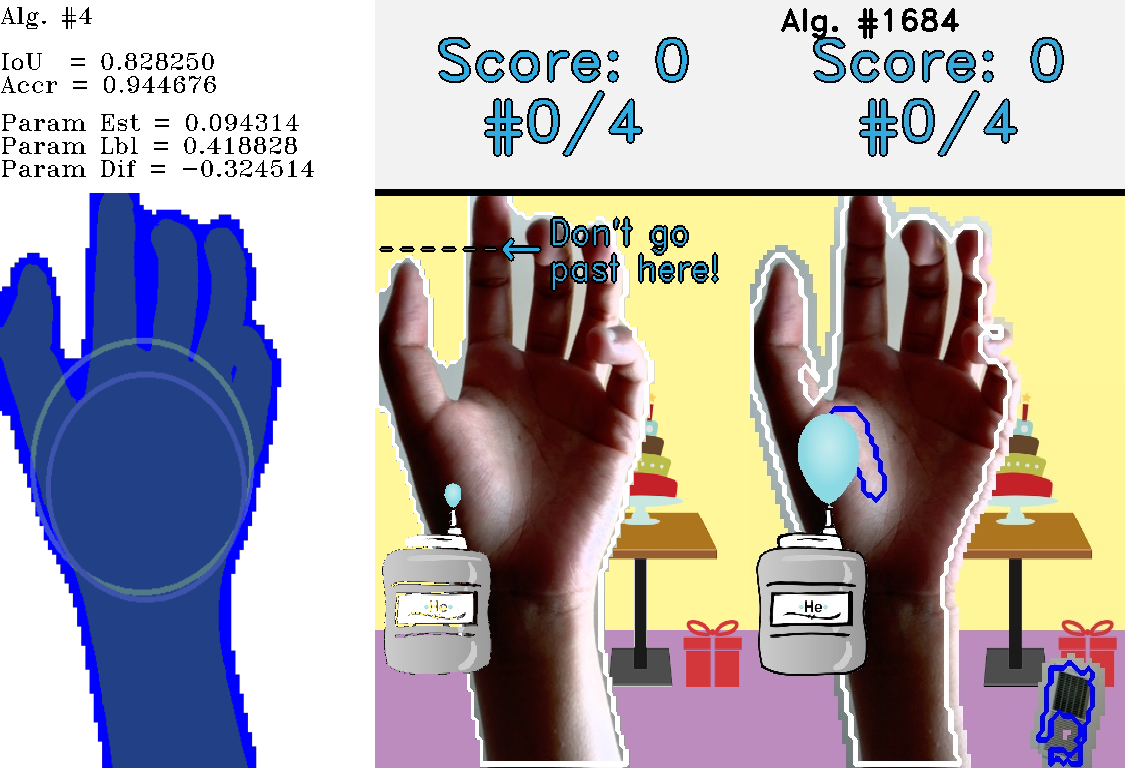 Alg. #4
IoU = 0.828250
Accr = 0.944676
Param Est = 0.094314
Param Lbl = 0.418828
Param Dif = −0.324514
Score: 0
#0/4
Don't go
past here!
He
Alg. #1684
Score: 0
#0/4
He